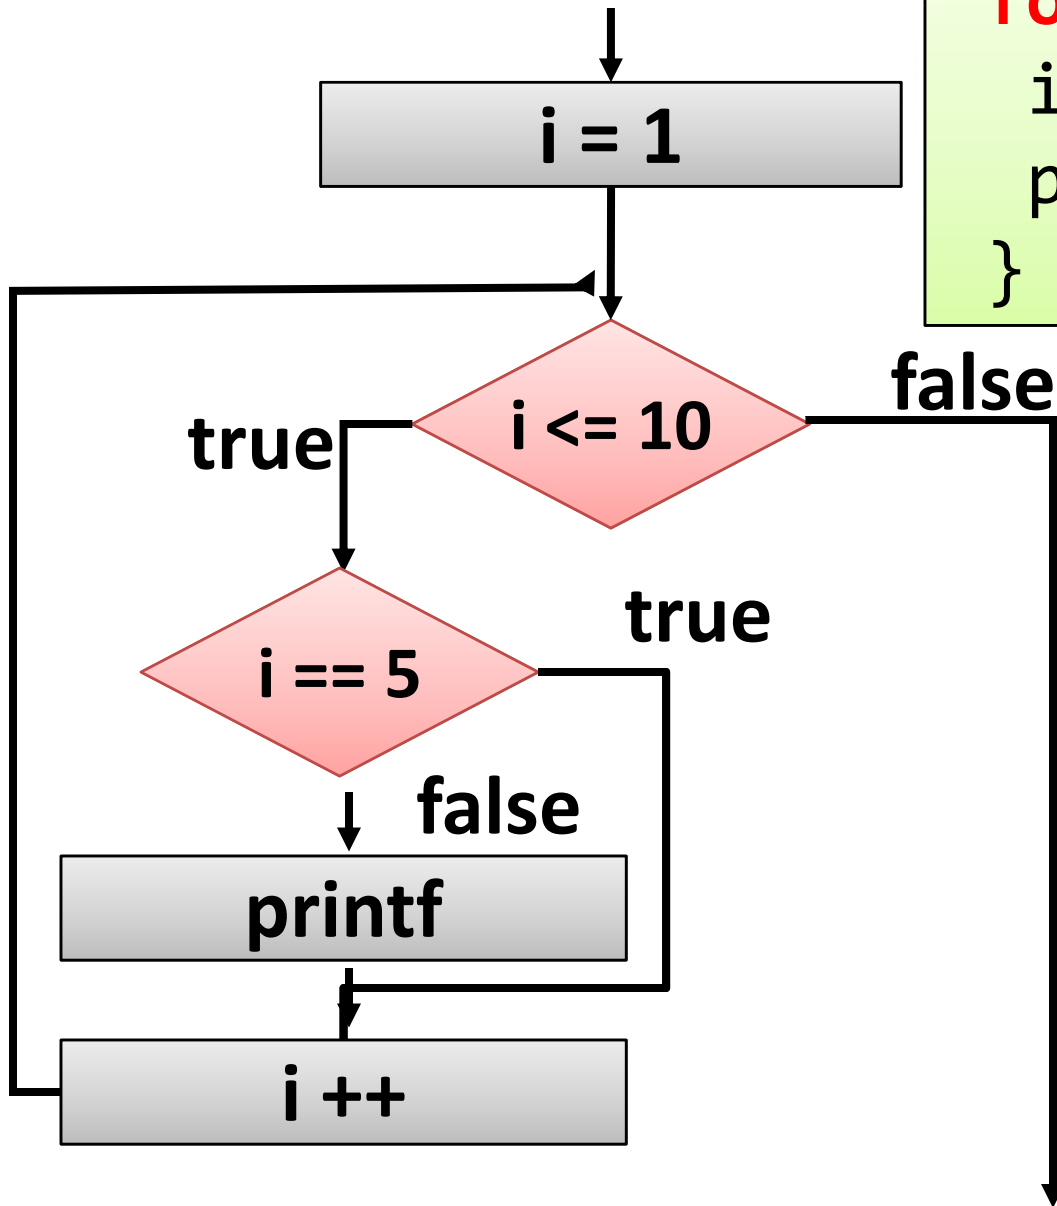 i = 1
i
p
}
false
i <= 10
true
true
i == 5
false
printf
i ++